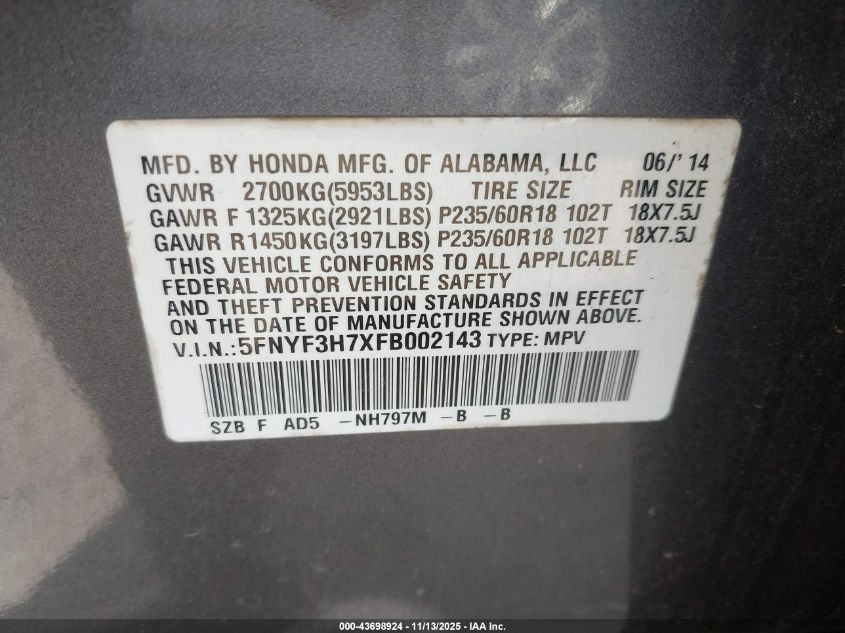 MFD. BY HONDA MFG. OF ALABAMA, LLC 06/'14
GVWR 2700KG(5953LBS) TIRE SIZE RIM SIZE
GAWR F 1325KG(2921LBS) P235/60R18 102T 18X7.5J
GAWR R 1450KG(3197LBS) P235/60R18 102T 18X7.5J
THIS VEHICLE CONFORMS TO ALL APPLICABLE
FEDERAL MOTOR VEHICLE SAFETY
AND THEFT PREVENTION STANDARDS IN EFFECT
ON THE DATE OF MANUFACTURE SHOWN ABOVE.
V.I.N.:5FNYF3H7XFB002143 TYPE: MPV
SZB F AD5 -NH797M -B -B
000-43698924 - 11/13/2025 - IAA Inc.